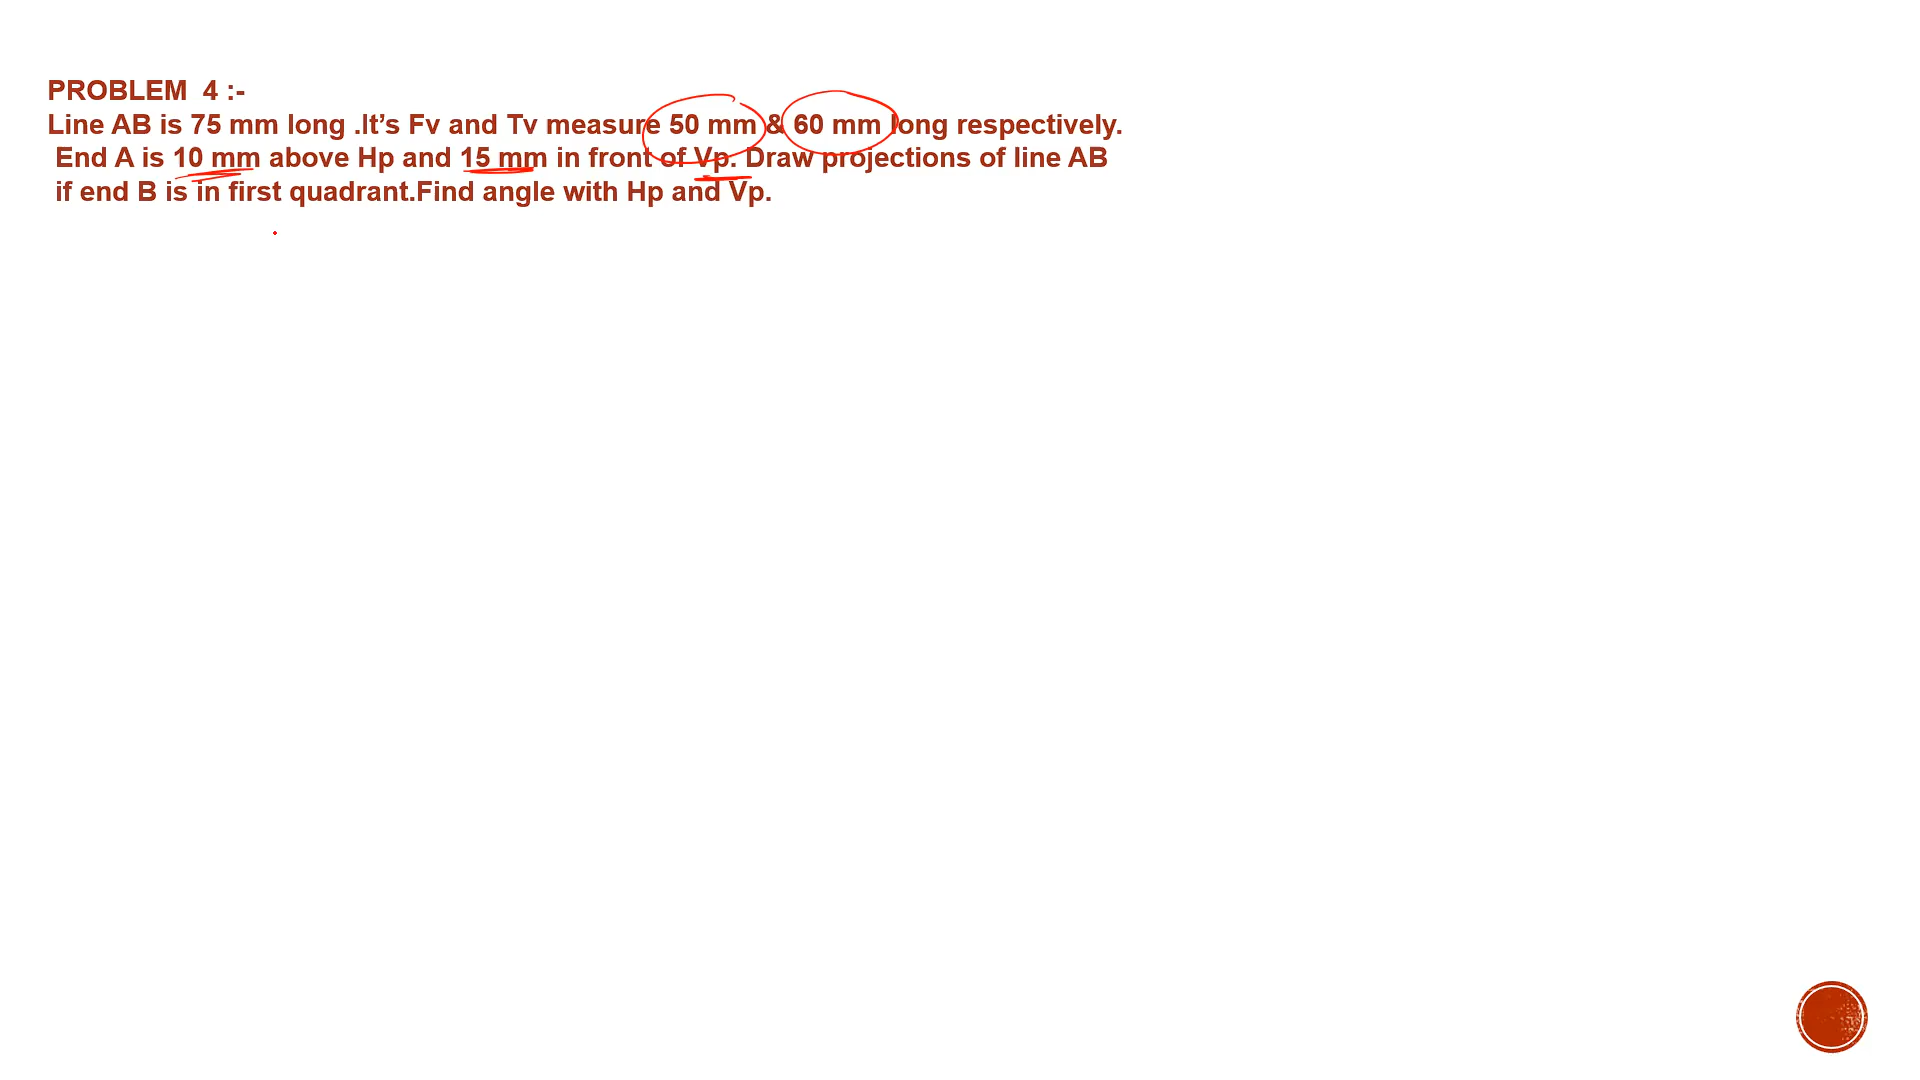 PROBLEM 4 :-
Line AB is 75 mm long .It’s Fv and Tv measure 50 mm & 60 mm long respectively.
End A is 10 mm above Hp and 15 mm in front of Vp. Draw projections of line AB
if end B is in first quadrant.Find angle with Hp and Vp.